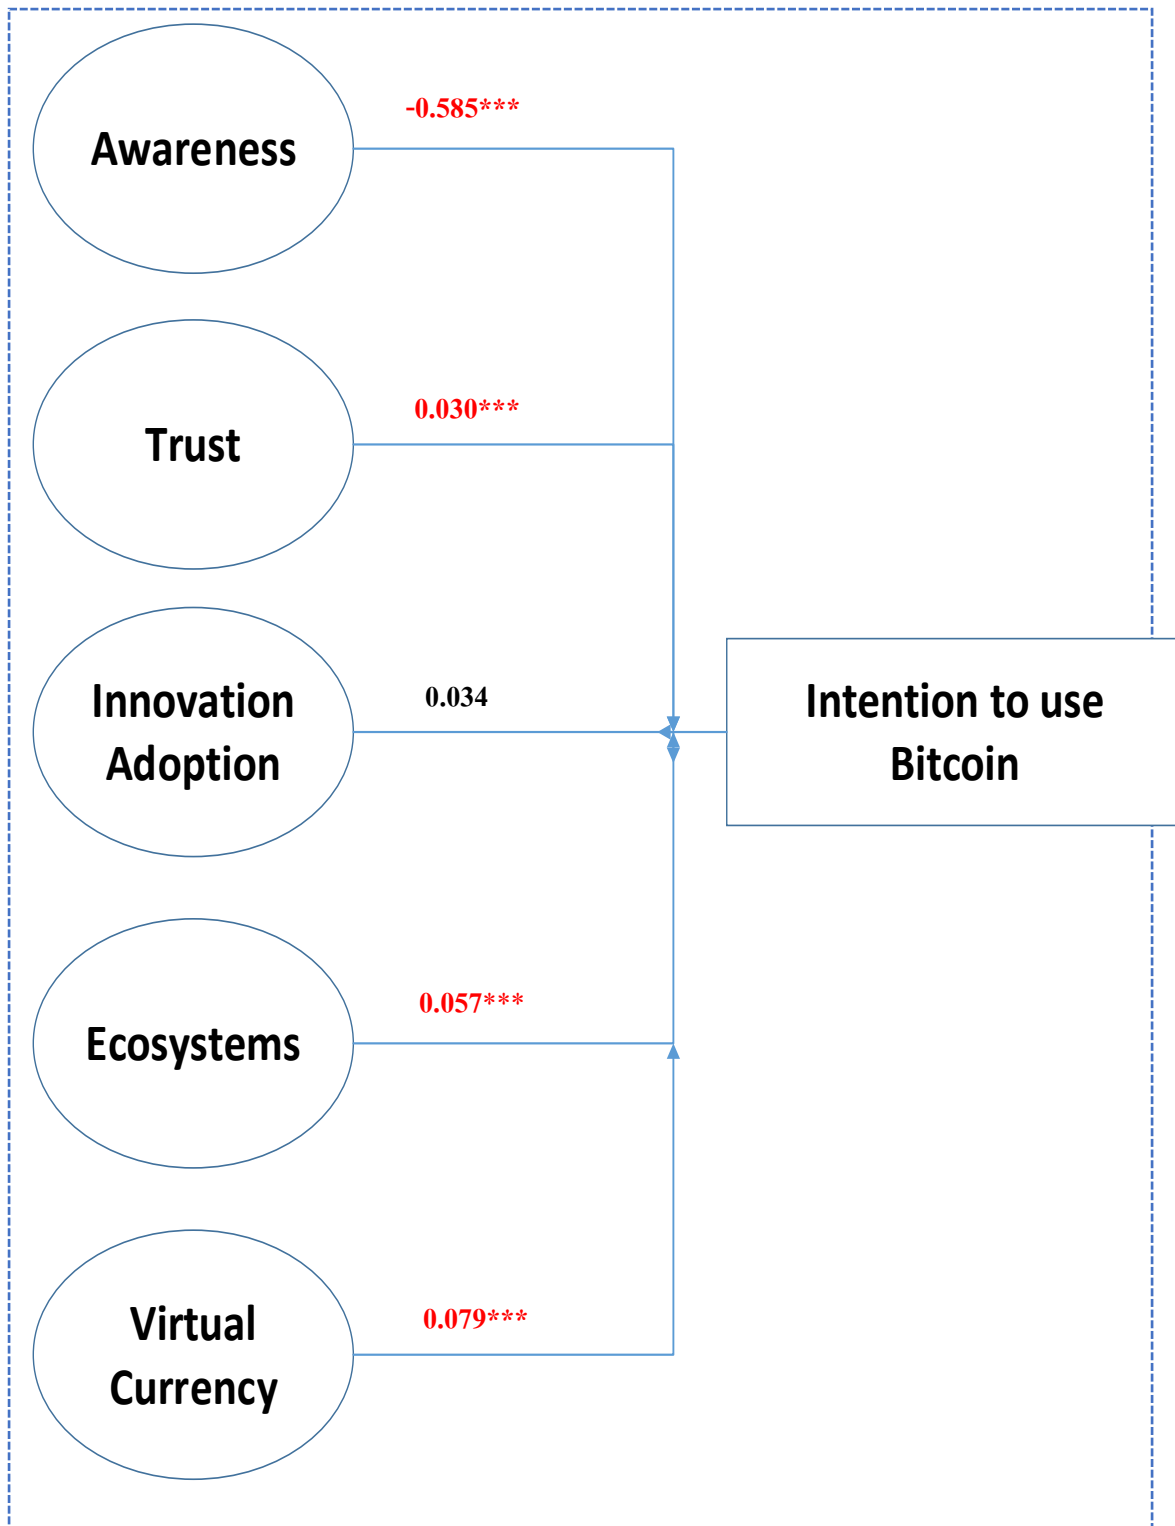 -0.585***
Awareness
0.030***
Trust
Innovation
Adoption
0.034
Intention to use
Bitcoin
0.057***
Ecosystems
Virtual
Currency
0.079***